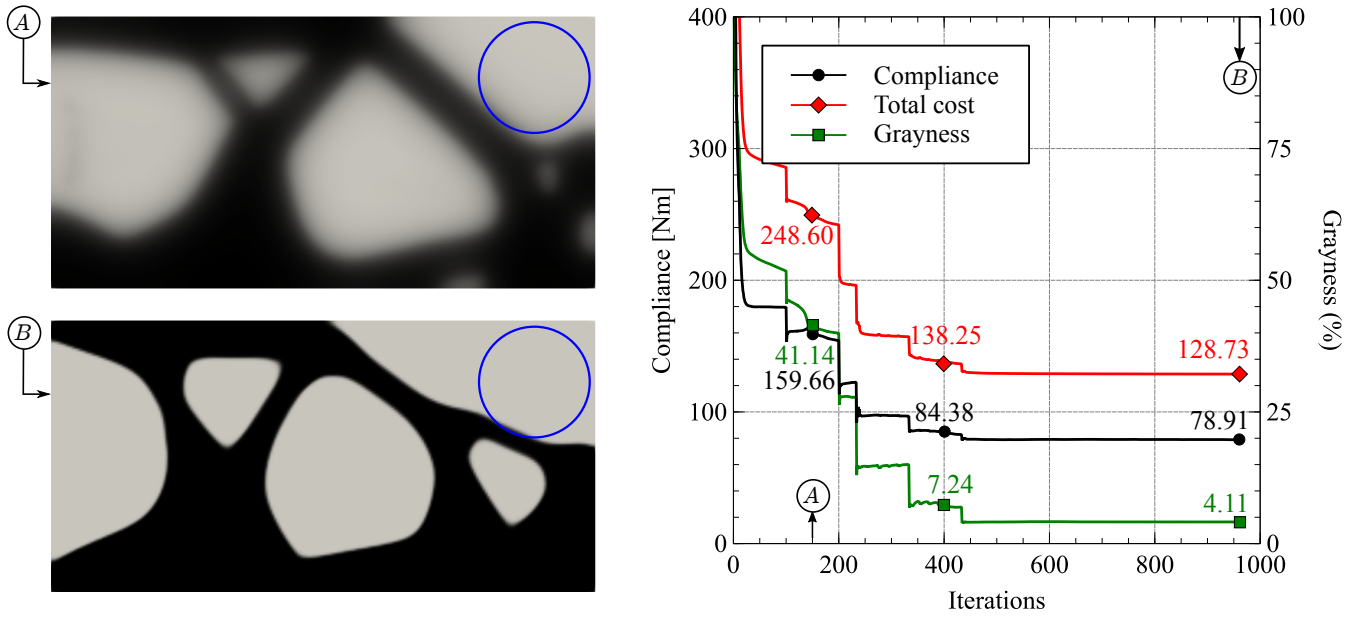 A
B
400
300
200
100
0
Compliance [Nm]
Compliance
Total cost
Grayness
248.60
41.14
159.66
138.25
84.38
7.24
128.73
78.91
4.11
A
B
100
75
50
25
0
Grayness (%)
0 200 400 600 800 1000
Iterations